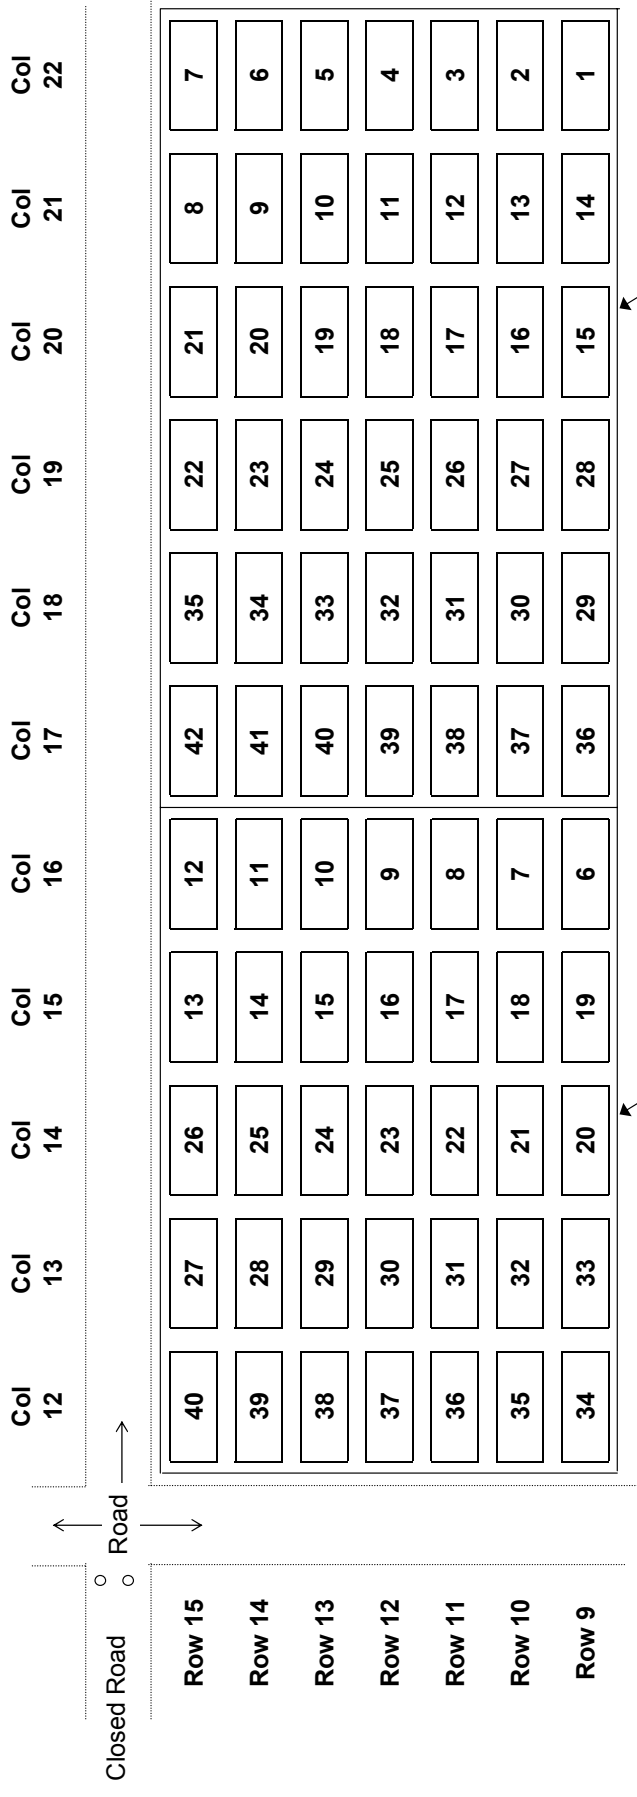 Col Col Col Col Col Col Col Col Col Col Col
12 13 14 15 16 17 18 19 20 21 22
Closed Road Road
Row 15 40 27 26 13 12 42 35 22 21 8 7
Row 14 39 28 25 14 11 41 34 23 20 9 6
Row 13 38 29 24 15 10 40 33 24 19 10 5
Row 12 37 30 23 16 9 39 32 25 18 11 4
Row 11 36 31 22 17 8 38 31 26 17 12 3
Row 10 35 32 21 18 7 37 30 27 16 13 2
Row 9 34 33 20 19 6 36 29 28 15 14 1